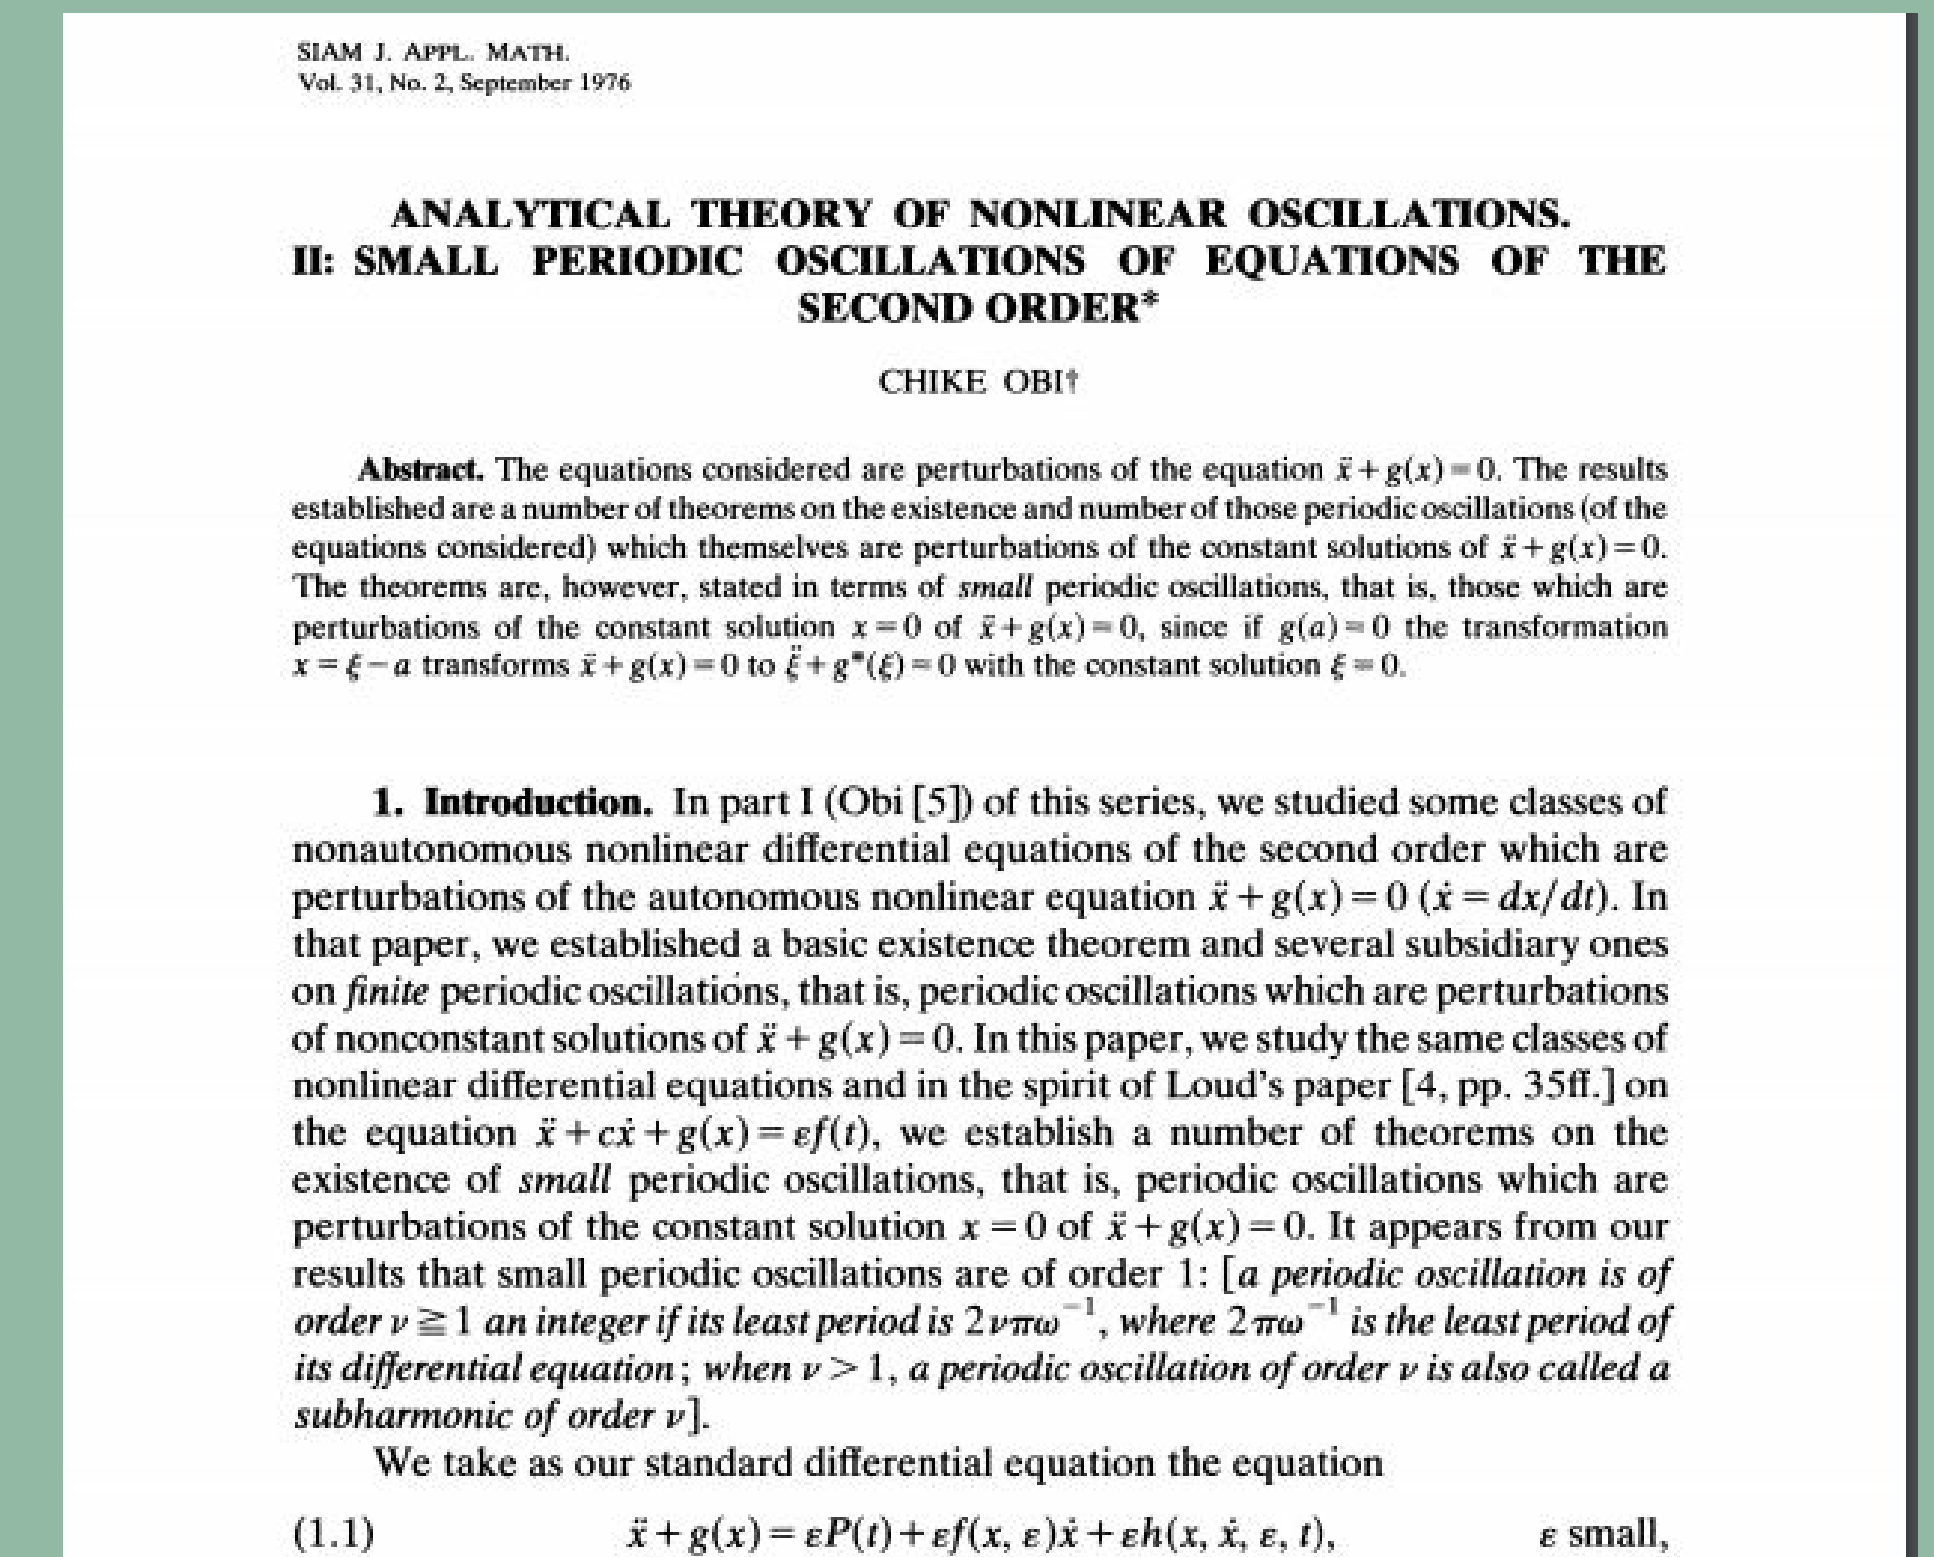 SIAM J. APPL. MATH.
Vol. 31, No. 2, September 1976
ANALYTICAL THEORY OF NONLINEAR OSCILLATIONS.
II: SMALL PERIODIC OSCILLATIONS OF EQUATIONS OF THE
SECOND ORDER*
CHIKE OBI†
Abstract. The equations considered are perturbations of the equation ẍ + g(x) = 0. The results
established are a number of theorems on the existence and number of those periodic oscillations (of the
equations considered) which themselves are perturbations of the constant solutions of ẍ + g(x) = 0.
The theorems are, however, stated in terms of small periodic oscillations, that is, those which are
perturbations of the constant solution x = 0 of ẍ + g(x) = 0, since if g(a) = 0 the transformation
x = ξ − a transforms ẍ + g(x) = 0 to ξ̈ + g*(ξ) = 0 with the constant solution ξ = 0.
1. Introduction. In part I (Obi [5]) of this series, we studied some classes of
nonautonomous nonlinear differential equations of the second order which are
perturbations of the autonomous nonlinear equation ẍ + g(x) = 0 (ẋ = dx/dt). In
that paper, we established a basic existence theorem and several subsidiary ones
on finite periodic oscillations, that is, periodic oscillations which are perturbations
of nonconstant solutions of ẍ + g(x) = 0. In this paper, we study the same classes of
nonlinear differential equations and in the spirit of Loud's paper [4, pp. 35ff.] on
the equation ẍ + cẋ + g(x) = εf(t), we establish a number of theorems on the
existence of small periodic oscillations, that is, periodic oscillations which are
perturbations of the constant solution x = 0 of ẍ + g(x) = 0. It appears from our
results that small periodic oscillations are of order 1: [a periodic oscillation is of
order ν ≧ 1 an integer if its least period is 2νπω⁻¹, where 2πω⁻¹ is the least period of
its differential equation; when ν > 1, a periodic oscillation of order ν is also called a
subharmonic of order ν].
We take as our standard differential equation the equation
(1.1) ẍ + g(x) = εP(t) + εf(x, ε)ẋ + εh(x, ẋ, ε, t), ε small,